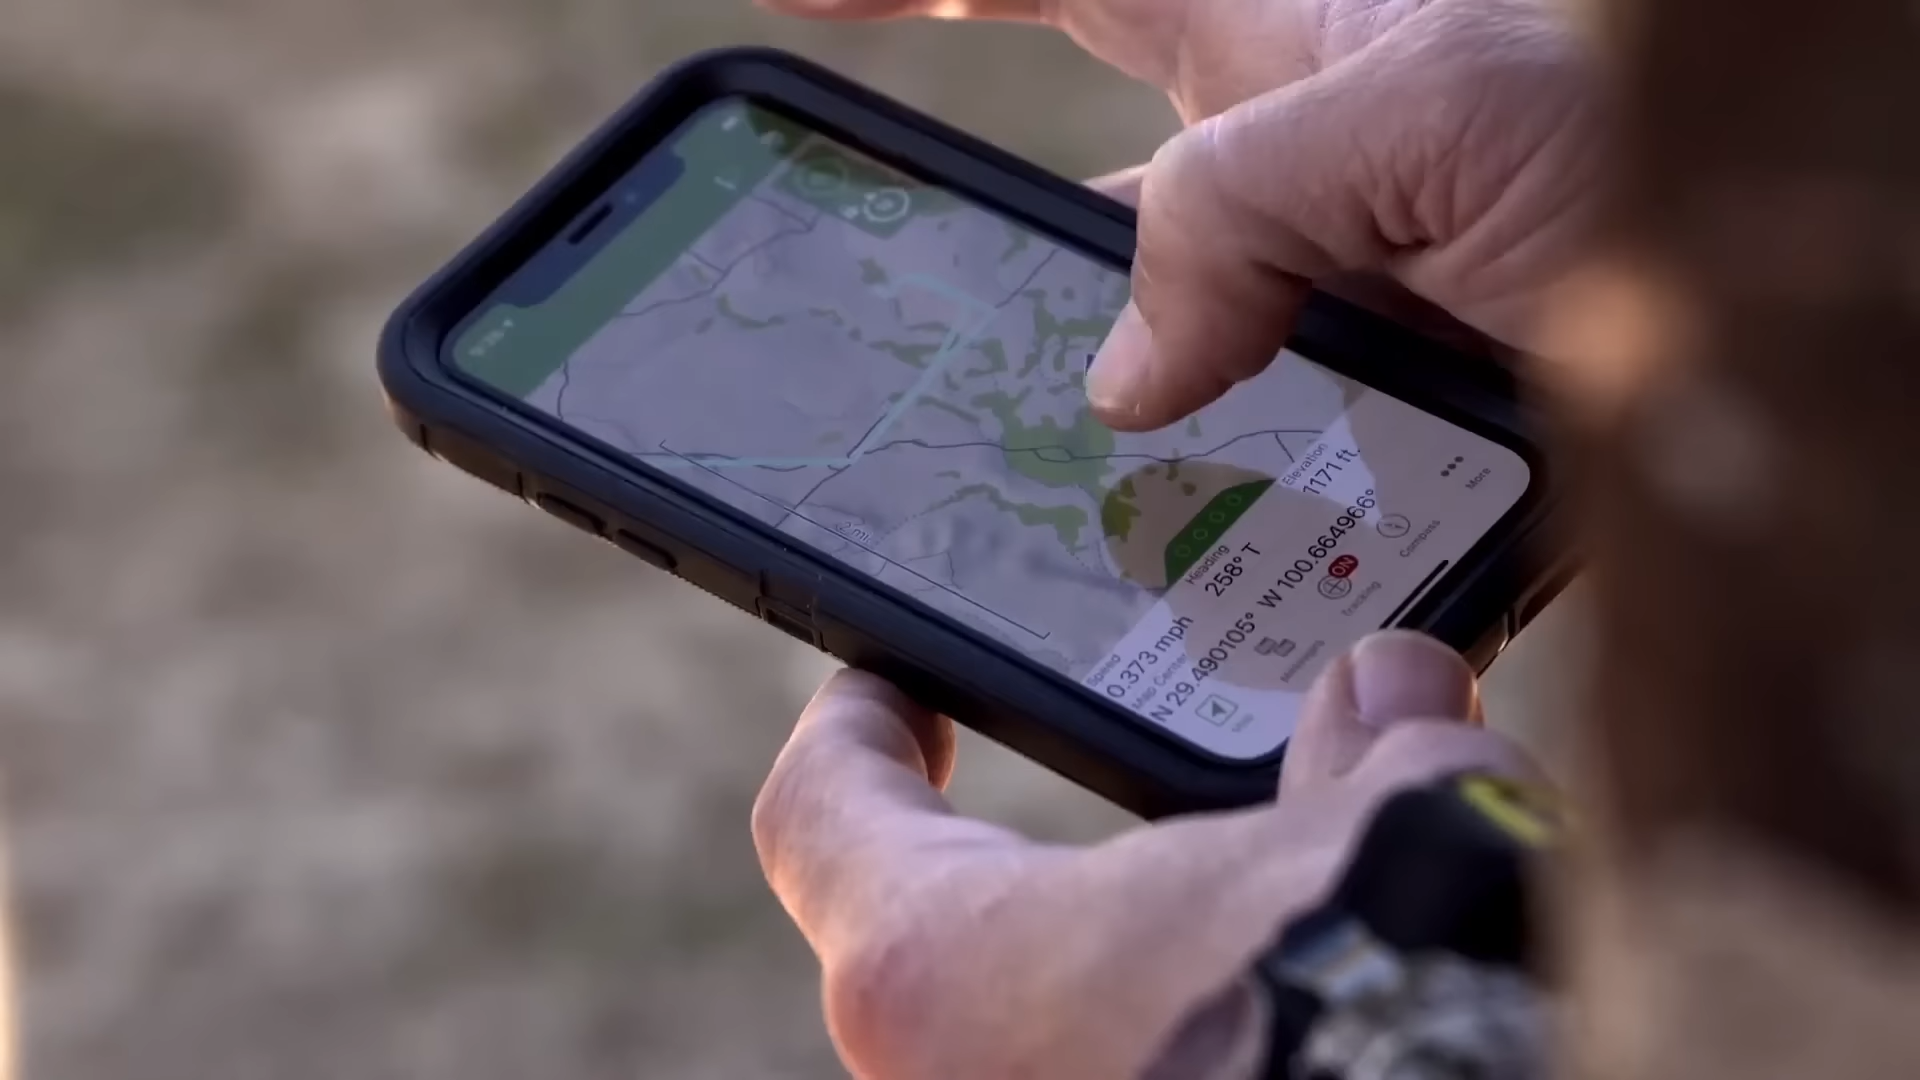 2 mi
Speed
0.373 mph
Heading
258° T
Elevation
1171 ft.
Map Center
N 29.490105° W 100.664966°
ON
Messages
Tracking
Compass
More